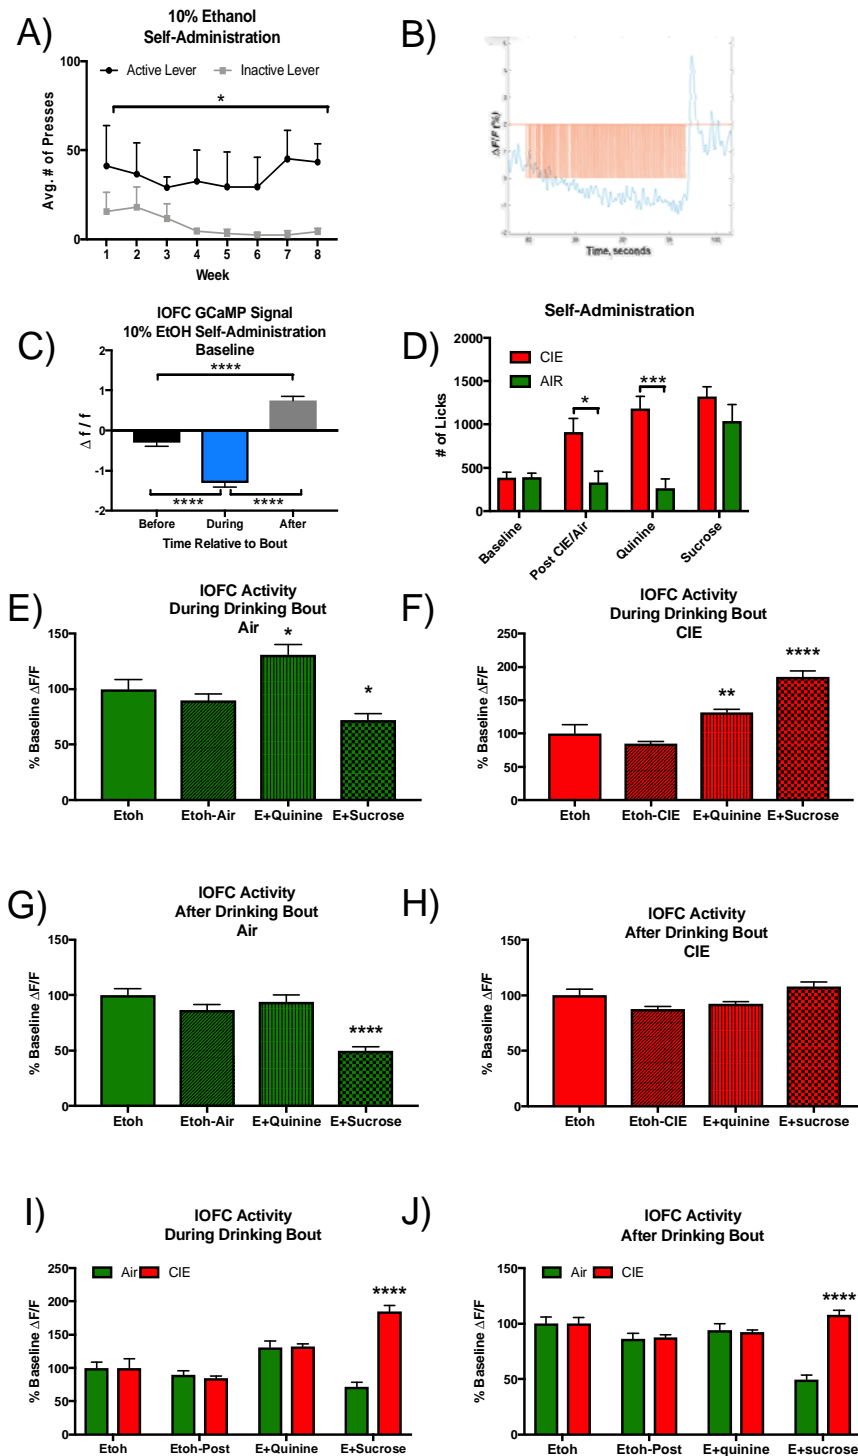 A)
10% Ethanol
Self-Administration
Active Lever
Inactive Lever
*
100
50
0
Avg. # of Presses
1 2 3 4 5 6 7 8
Week
B)
ΔF/F (%)
Time, seconds
C)
lOFC GCaMP Signal
10% EtOH Self-Administration
Baseline
****
2
1
0
-1
-2
Δ f / f
**** ****
Before During After
Time Relative to Bout
D)
Self-Administration
CIE
AIR
* ***
1300
1200
900
600
300
0
# of Licks
Baseline
Post CIE/Air
Quinine
Sucrose
E)
lOFC Activity
During Drinking Bout
Air
150
100
50
0
% Baseline ΔF/F
*
*
Etoh Etoh-Air E+Quinine E+Sucrose
F)
lOFC Activity
During Drinking Bout
CIE
250
200
150
100
50
0
% Baseline ΔF/F
**
****
Etoh Etoh-CIE E+Quinine E+Sucrose
G)
lOFC Activity
After Drinking Bout
Air
150
100
50
0
% Baseline ΔF/F
****
Etoh Etoh-Air E+Quinine E+Sucrose
H)
lOFC Activity
After Drinking Bout
CIE
150
100
50
0
% Baseline ΔF/F
Etoh Etoh-CIE E+quinine E+sucrose
I)
lOFC Activity
During Drinking Bout
Air CIE
250
200
150
100
50
0
% Baseline ΔF/F
****
Etoh Etoh-Post E+Quinine E+Sucrose
J)
lOFC Activity
After Drinking Bout
Air CIE
150
100
50
0
% Baseline ΔF/F
****
Etoh Etoh-Post E+quinine E+sucrose